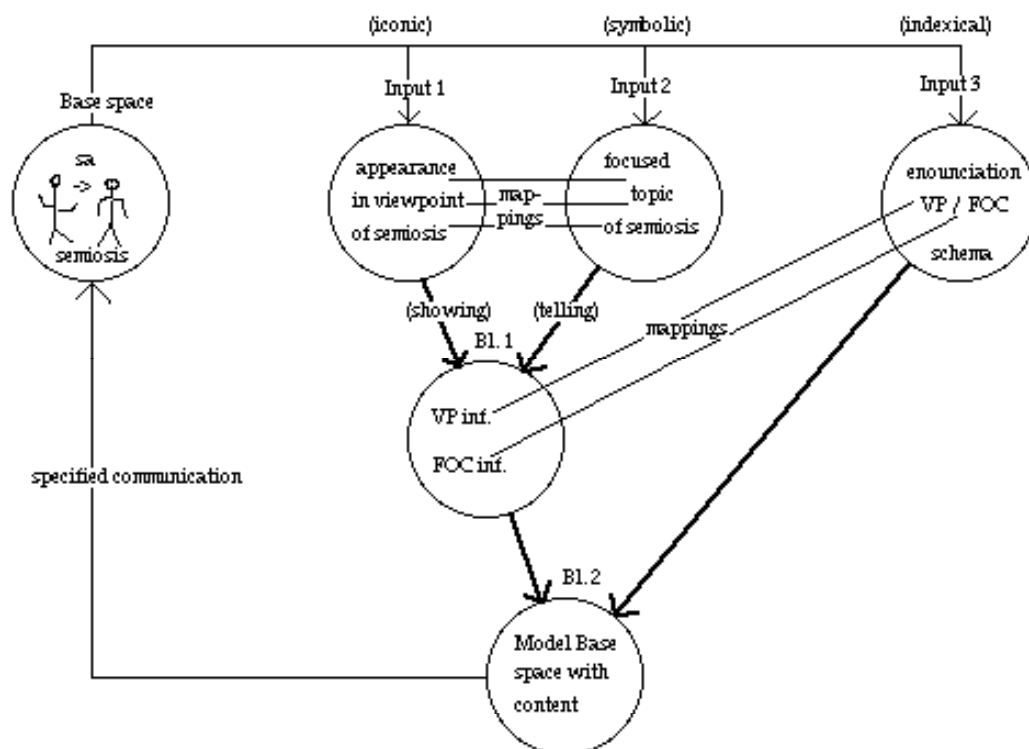 (iconic)
(symbolic)
(indexical)
Base space
Input 1
Input 2
Input 3
sa
->
semiosis
appearance
in viewpoint
of semiosis
map-
pings
focused
topic
of semiosis
enounciation
VP / FOC
schema
(showing)
(telling)
mappings
Bl. 1
VP inf.
FOC inf.
specified communication
Bl. 2
Model Base
space with
content